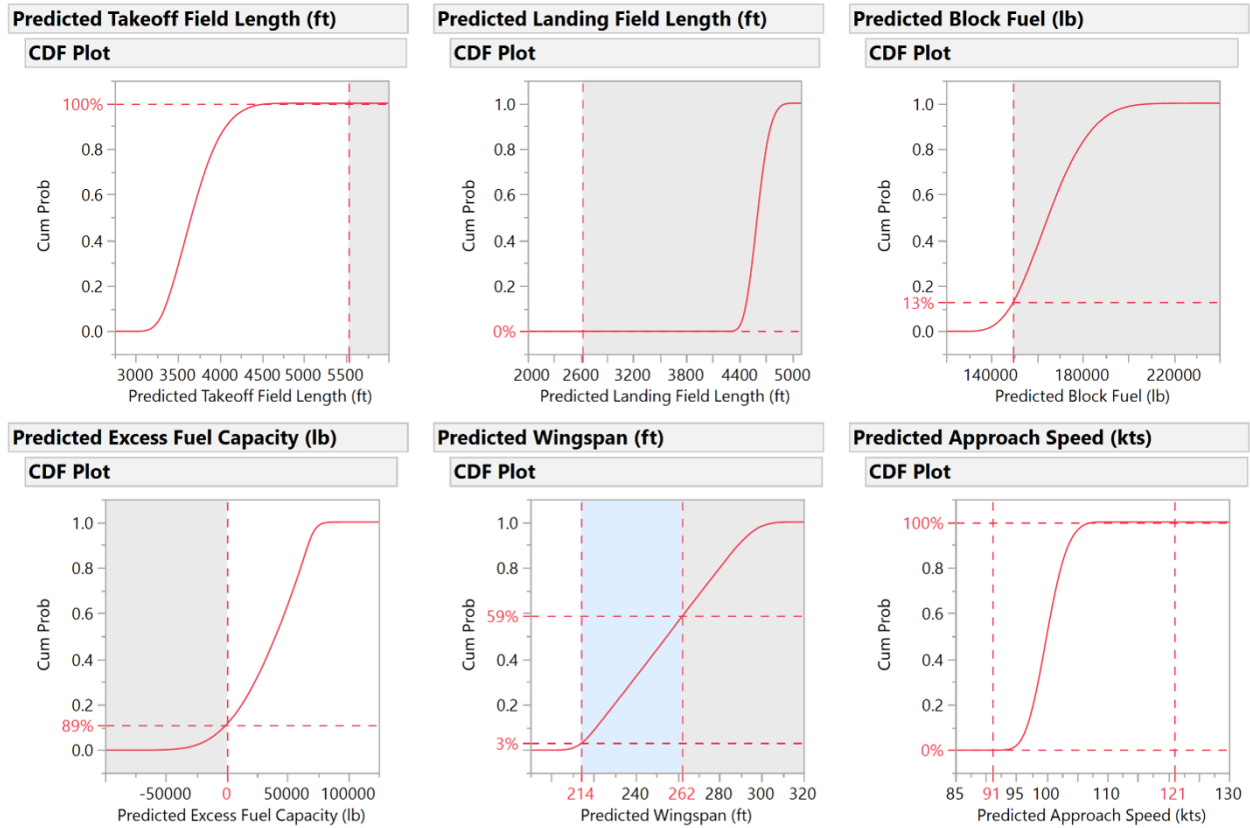 Predicted Takeoff Field Length (ft)
CDF Plot
100%
1.0
0.8
0.6
0.4
0.2
0.0
Cum Prob
3000 3500 4000 4500 5000 5500
Predicted Takeoff Field Length (ft)
Predicted Landing Field Length (ft)
CDF Plot
1.0
0.8
0.6
0.4
0.2
0%
Cum Prob
2000 2600 3200 3800 4400 5000
Predicted Landing Field Length (ft)
Predicted Block Fuel (lb)
CDF Plot
1.0
0.8
0.6
0.4
0.2
13%
0.0
Cum Prob
140000 180000 220000
Predicted Block Fuel (lb)
Predicted Excess Fuel Capacity (lb)
CDF Plot
1.0
0.8
0.6
0.4
0.2
89%
0.0
Cum Prob
-50000 0 50000 100000
Predicted Excess Fuel Capacity (lb)
Predicted Wingspan (ft)
CDF Plot
1.0
0.8
59%
0.4
0.2
3%
Cum Prob
214 240 262 280 300 320
Predicted Wingspan (ft)
Predicted Approach Speed (kts)
CDF Plot
100%
0.8
0.6
0.4
0.2
0%
Cum Prob
85 91 95 100 110 121 130
Predicted Approach Speed (kts)